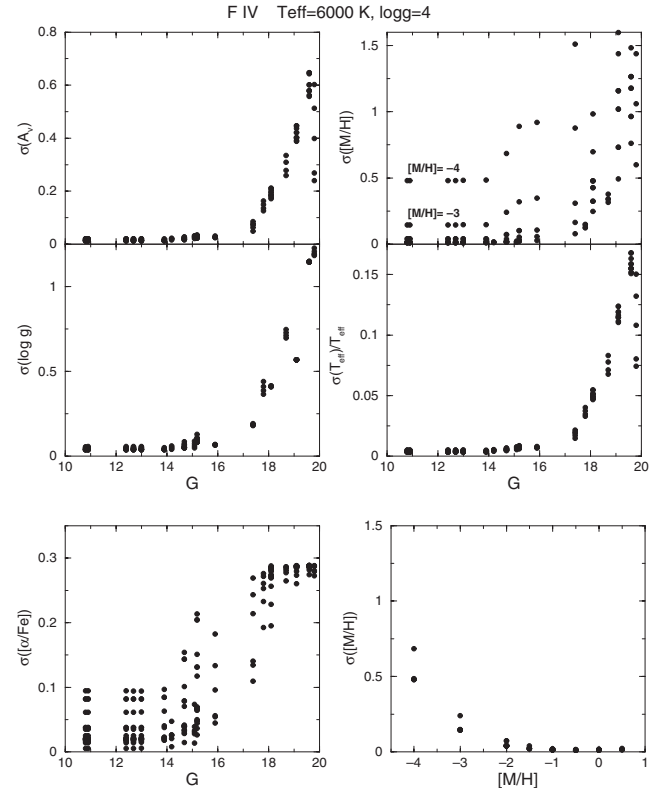 F IV Teff=6000 K, logg=4
0.8
0.6
0.4
0.2
0
σ(Aᵥ)
1.5
1
0.5
0
σ([M/H])
[M/H]= −4
[M/H]= −3
1
0.5
0
σ(log g)
10 12 14 16 18 20
G
0.15
0.1
0.05
0
σ(Teff)/Teff
10 12 14 16 18 20
G
0.3
0.2
0.1
0
σ([α/Fe])
10 12 14 16 18 20
G
1.5
1
0.5
0
σ([M/H])
−4 −3 −2 −1 0 1
[M/H]